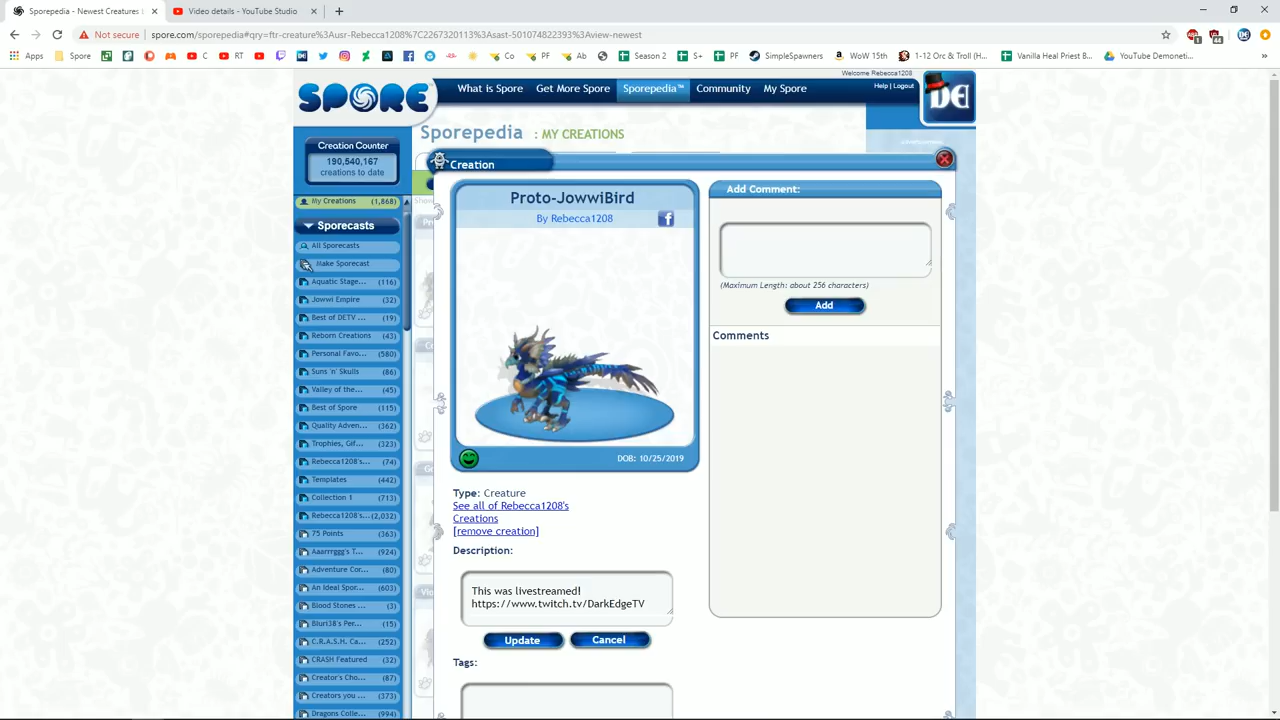 Sporepedia - Newest Creatures
Video details - YouTube Studio
Not secure
spore.com/sporepedia#qry=ftr-creature%3Ausr-Rebecca1208%7C2267320113%3Asast-501074822393%3Aview-newest
Apps
Spore
C
RT
Season 2
S+
PF
Co
PF
Ab
SimpleSpawners
WoW 15th
1-12 Orc & Troll (H...
Vanilla Heal Priest B...
YouTube Demoneti...
Welcome Rebecca1208
SPORE
What is Spore
Get More Spore
Sporepedia™
Community
My Spore
Help | Logout
DE
Sporepedia : MY CREATIONS
Creation Counter
190,540,167
creations to date
My Creations (1,868)
Sporecasts
All Sporecasts
Make Sporecast
Aquatic Stage... (116)
Jowwi Empire (32)
Best of DETV ... (19)
Reborn Creations (43)
Personal Favo... (580)
Suns 'n' Skulls (86)
Valley of the... (45)
Best of Spore (115)
Quality Adven... (362)
Trophies, Gif... (323)
Rebecca1208's... (74)
Templates (442)
Collection 1 (713)
Rebecca1208's... (2,032)
75 Points (363)
Aaarrrggg's T... (924)
Adventure Cor... (80)
An Ideal Spor... (603)
Blood Stones ... (3)
Bluri38's Per... (15)
C.R.A.S.H. Ca... (252)
CRASH Featured (32)
Creator's Cho... (87)
Creators you ... (373)
Dragons Colle... (994)
Creation
Proto-JowwiBird
By Rebecca1208
DOB: 10/25/2019
Type: Creature
See all of Rebecca1208's
Creations
[remove creation]
Description:
This was livestreamed!
https://www.twitch.tv/DarkEdgeTV
Update
Cancel
Tags:
Add Comment:
(Maximum Length: about 256 characters)
Add
Comments